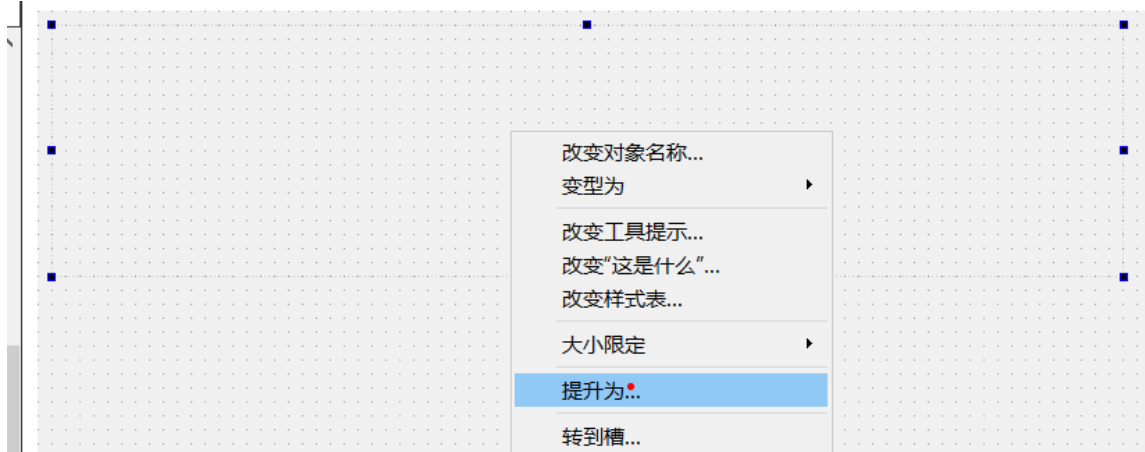 改变对象名称...
变型为
改变工具提示...
改变“这是什么”...
改变样式表...
大小限定
提升为...
转到槽...